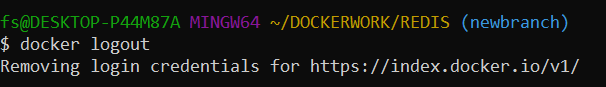 fs@DESKTOP-P44M87A MINGW64 ~/DOCKERWORK/REDIS (newbranch)
$ docker logout
Removing login credentials for https://index.docker.io/v1/